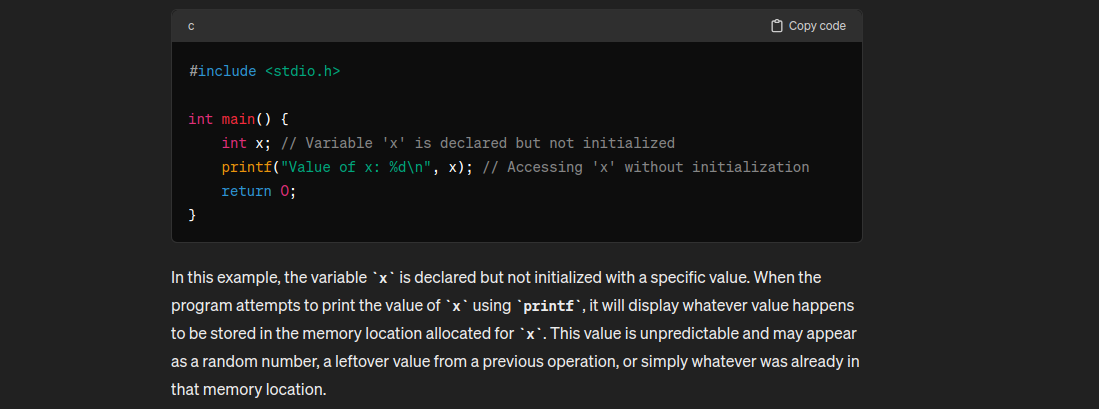 c
Copy code
#include <stdio.h>
int main() {
    int x; // Variable 'x' is declared but not initialized
    printf("Value of x: %d\n", x); // Accessing 'x' without initialization
    return 0;
}
In this example, the variable `x` is declared but not initialized with a specific value. When the
program attempts to print the value of `x` using `printf`, it will display whatever value happens
to be stored in the memory location allocated for `x`. This value is unpredictable and may appear
as a random number, a leftover value from a previous operation, or simply whatever was already in
that memory location.